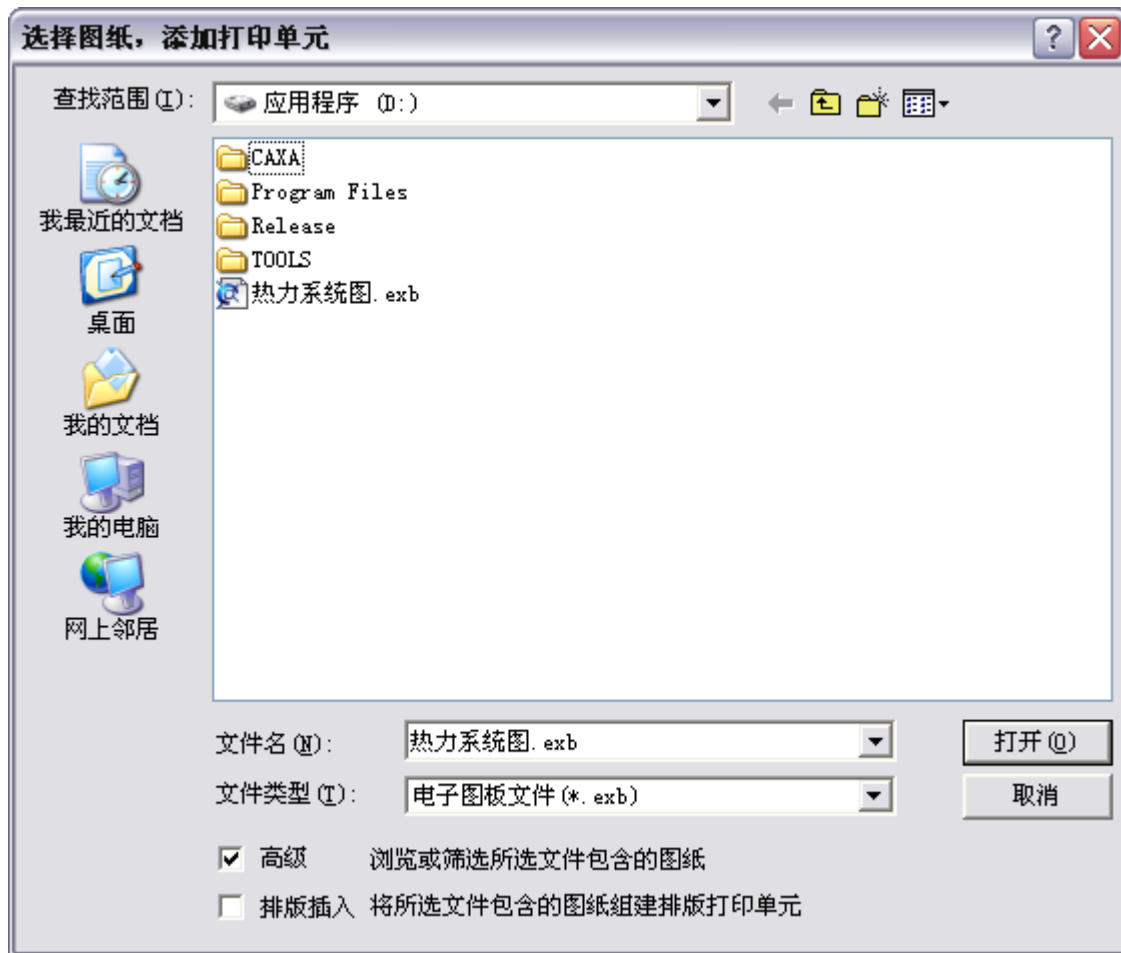 选择图纸，添加打印单元
查找范围(I)：
应用程序 (D:)
我最近的文档
桌面
我的文档
我的电脑
网上邻居
CAXA
Program Files
Release
TOOLS
热力系统图.exb
文件名(N)：
热力系统图.exb
打开(O)
文件类型(T)：
电子图板文件(*.exb)
取消
高级 浏览或筛选所选文件包含的图纸
排版插入 将所选文件包含的图纸组建排版打印单元